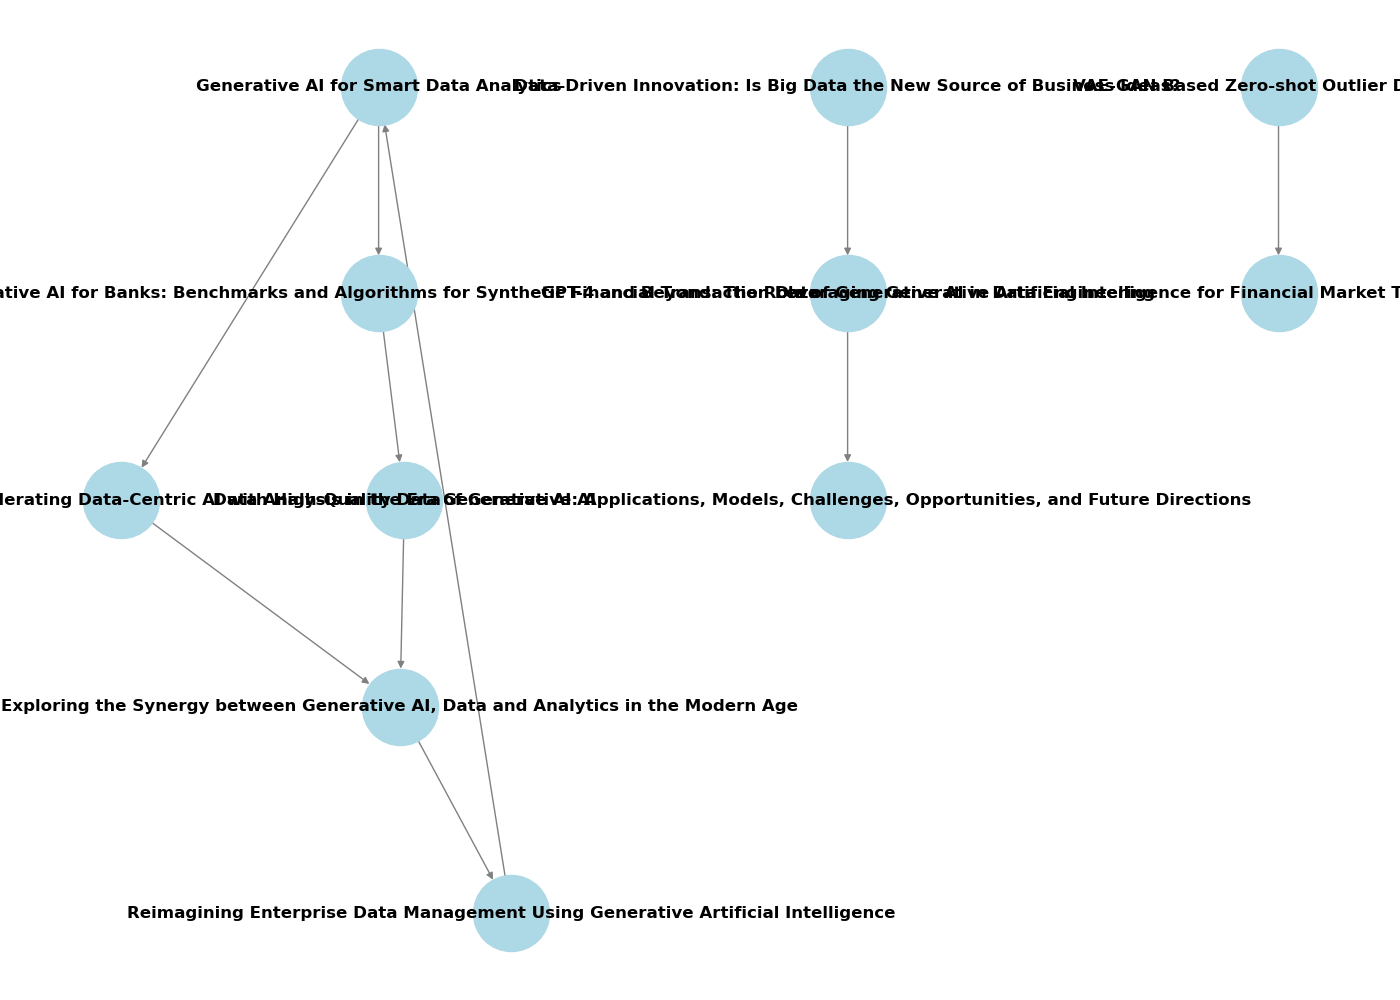 Generative AI for Smart Data Analytics
Data-Driven Innovation: Is Big Data the New Source of Business Ideas?
VAE-GAN Based Zero-shot Outlier D
ative AI for Banks: Benchmarks and Algorithms for Synthetic Financial Transaction Data
GPT-4 and Beyond: The Role of Generative AI in Data Engineering
Leveraging Generative Artificial Intelligence for Financial Market T
lerating Data-Centric AI with High-Quality Data
Data Analysis in the Era of Generative AI
Generative AI: Applications, Models, Challenges, Opportunities, and Future Directions
Exploring the Synergy between Generative AI, Data and Analytics in the Modern Age
Reimagining Enterprise Data Management Using Generative Artificial Intelligence